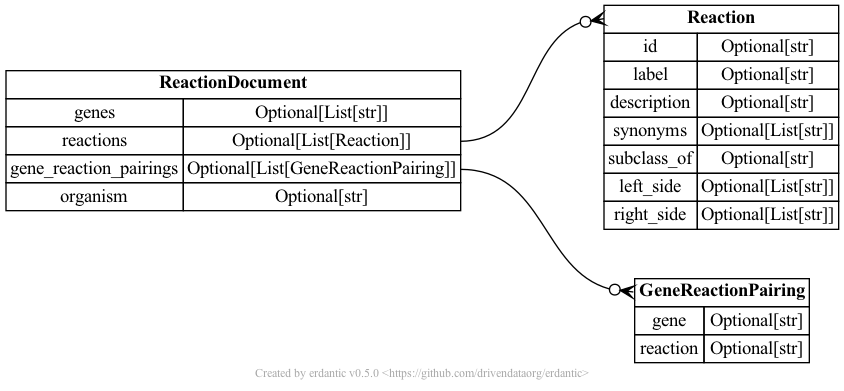 ReactionDocument
genes Optional[List[str]]
reactions Optional[List[Reaction]]
gene_reaction_pairings Optional[List[GeneReactionPairing]]
organism Optional[str]
Reaction
id Optional[str]
label Optional[str]
description Optional[str]
synonyms Optional[List[str]]
subclass_of Optional[str]
left_side Optional[List[str]]
right_side Optional[List[str]]
GeneReactionPairing
gene Optional[str]
reaction Optional[str]
Created by erdantic v0.5.0 <https://github.com/drivendataorg/erdantic>